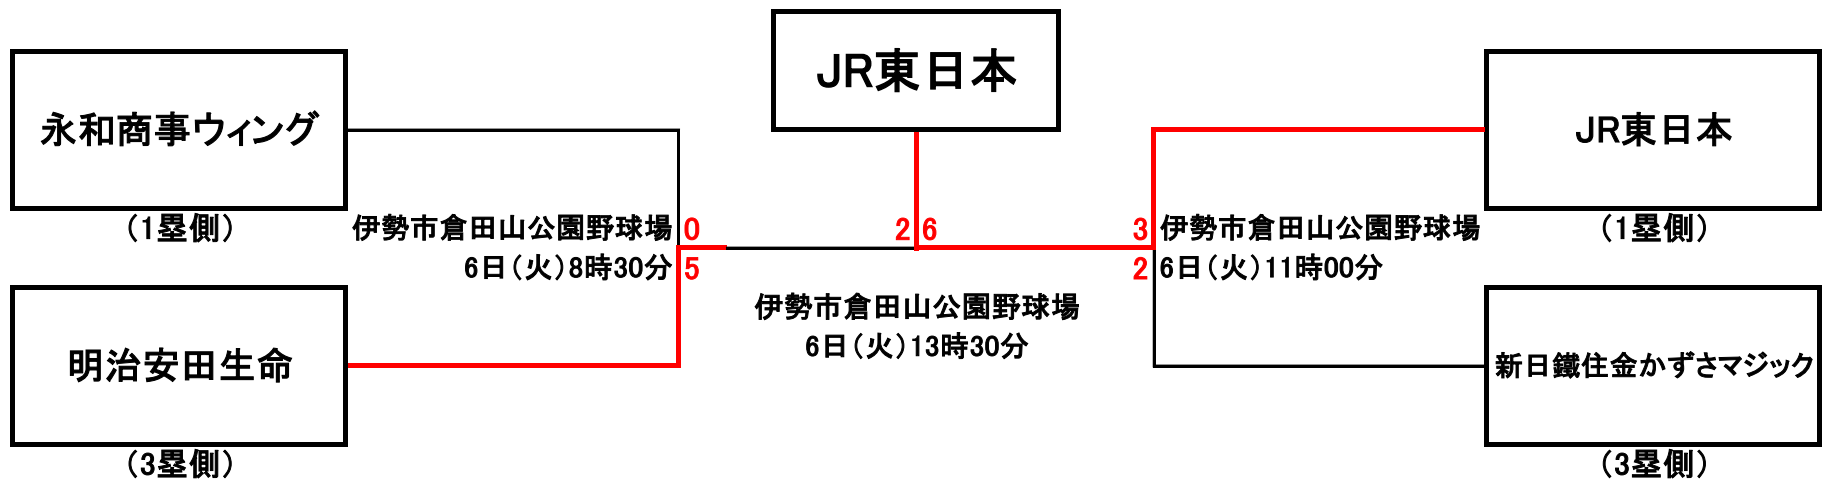 JR東日本
永和商事ウィング
(1塁側)
明治安田生命
(3塁側)
伊勢市倉田山公園野球場
6日(火)8時30分
0
5
2 6
伊勢市倉田山公園野球場
6日(火)13時30分
3
2
伊勢市倉田山公園野球場
6日(火)11時00分
JR東日本
(1塁側)
新日鐵住金かずさマジック
(3塁側)